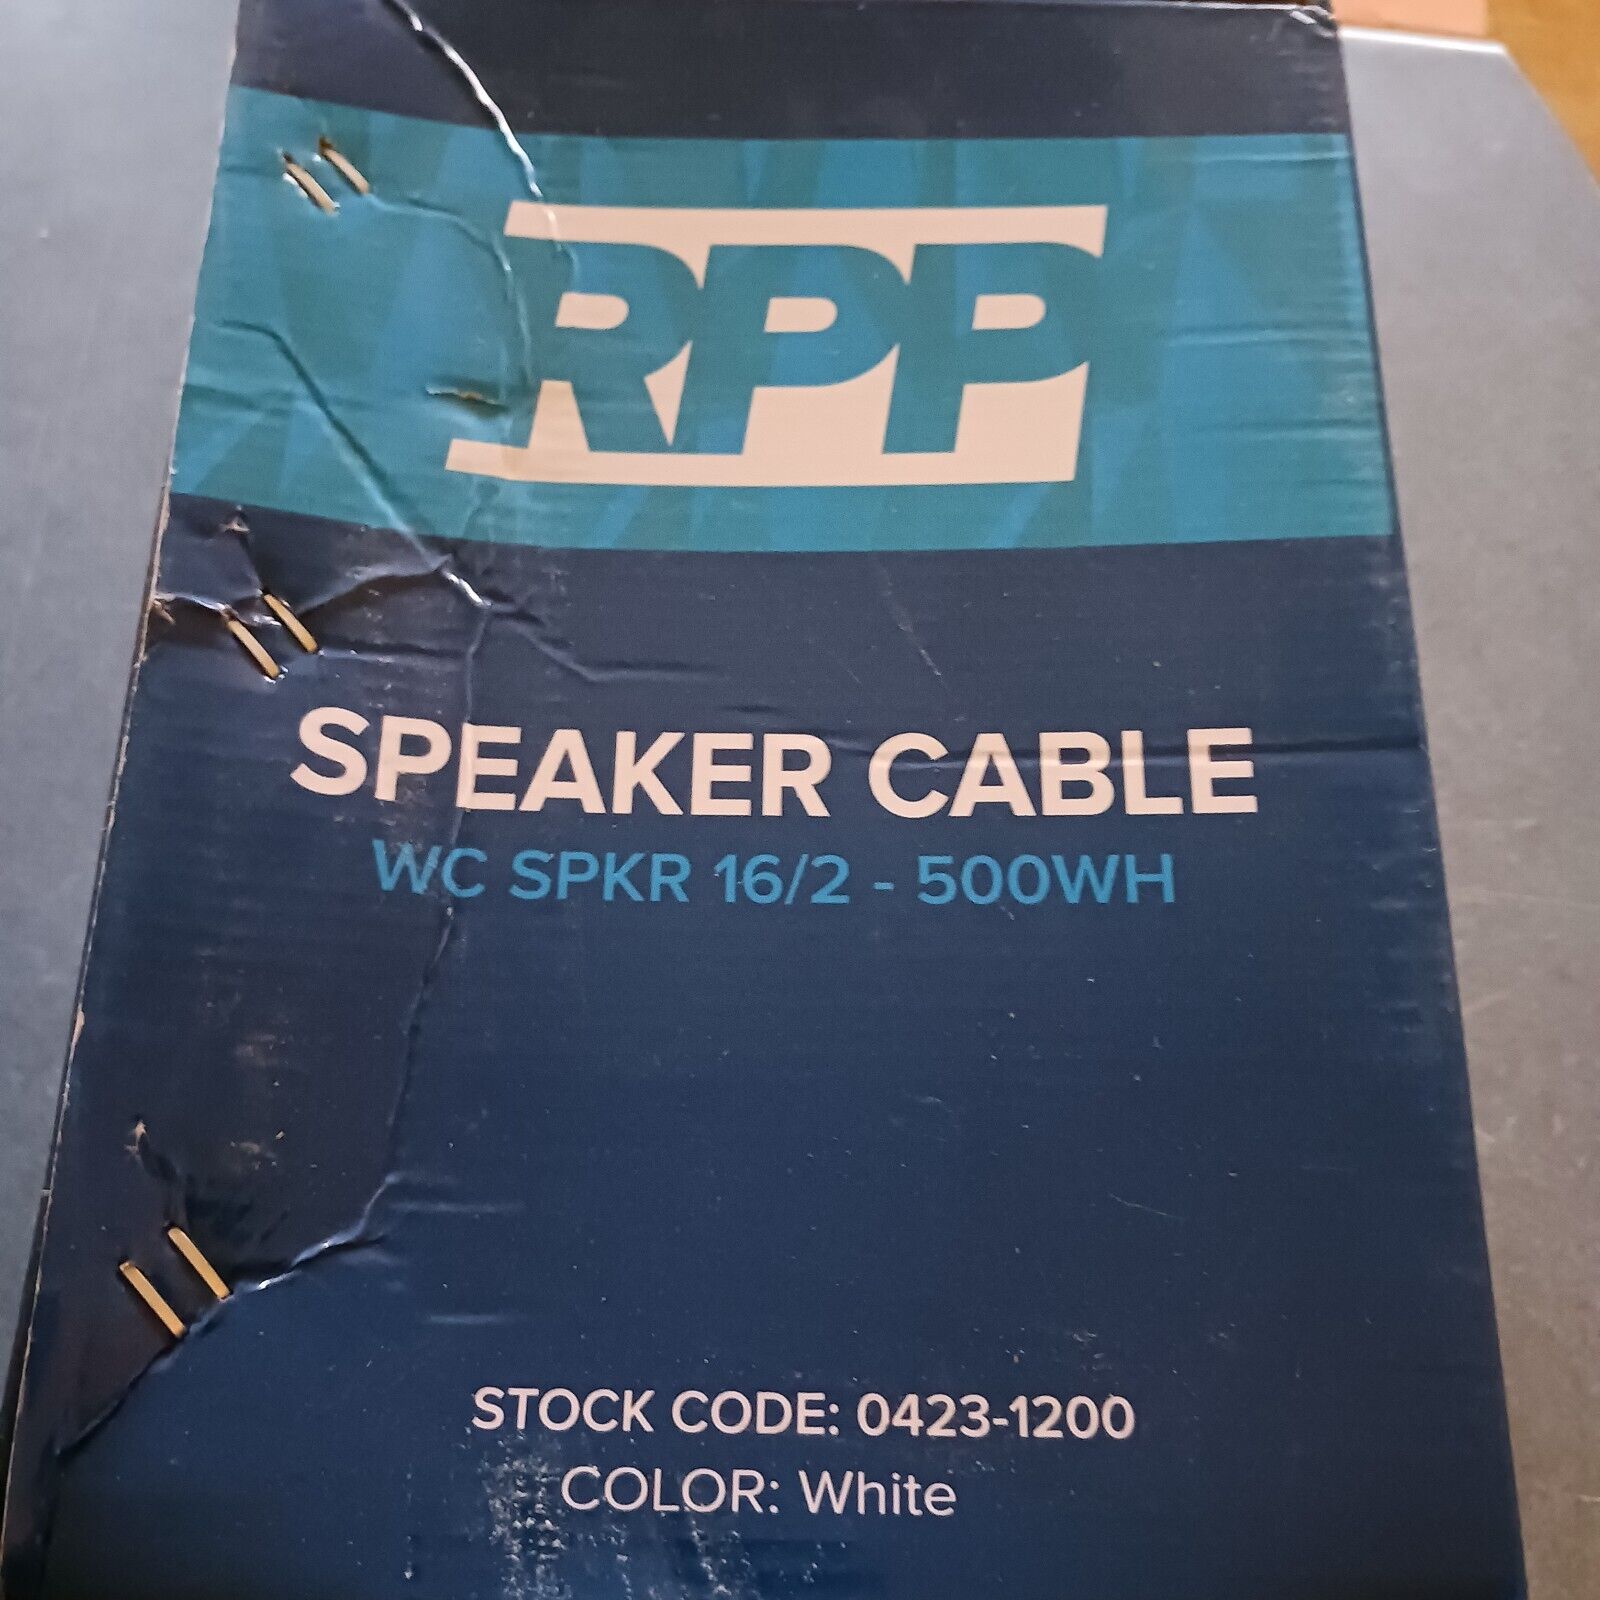 RPP
SPEAKER CABLE
WC SPKR 16/2 - 500WH
STOCK CODE: 0423-1200
COLOR: White